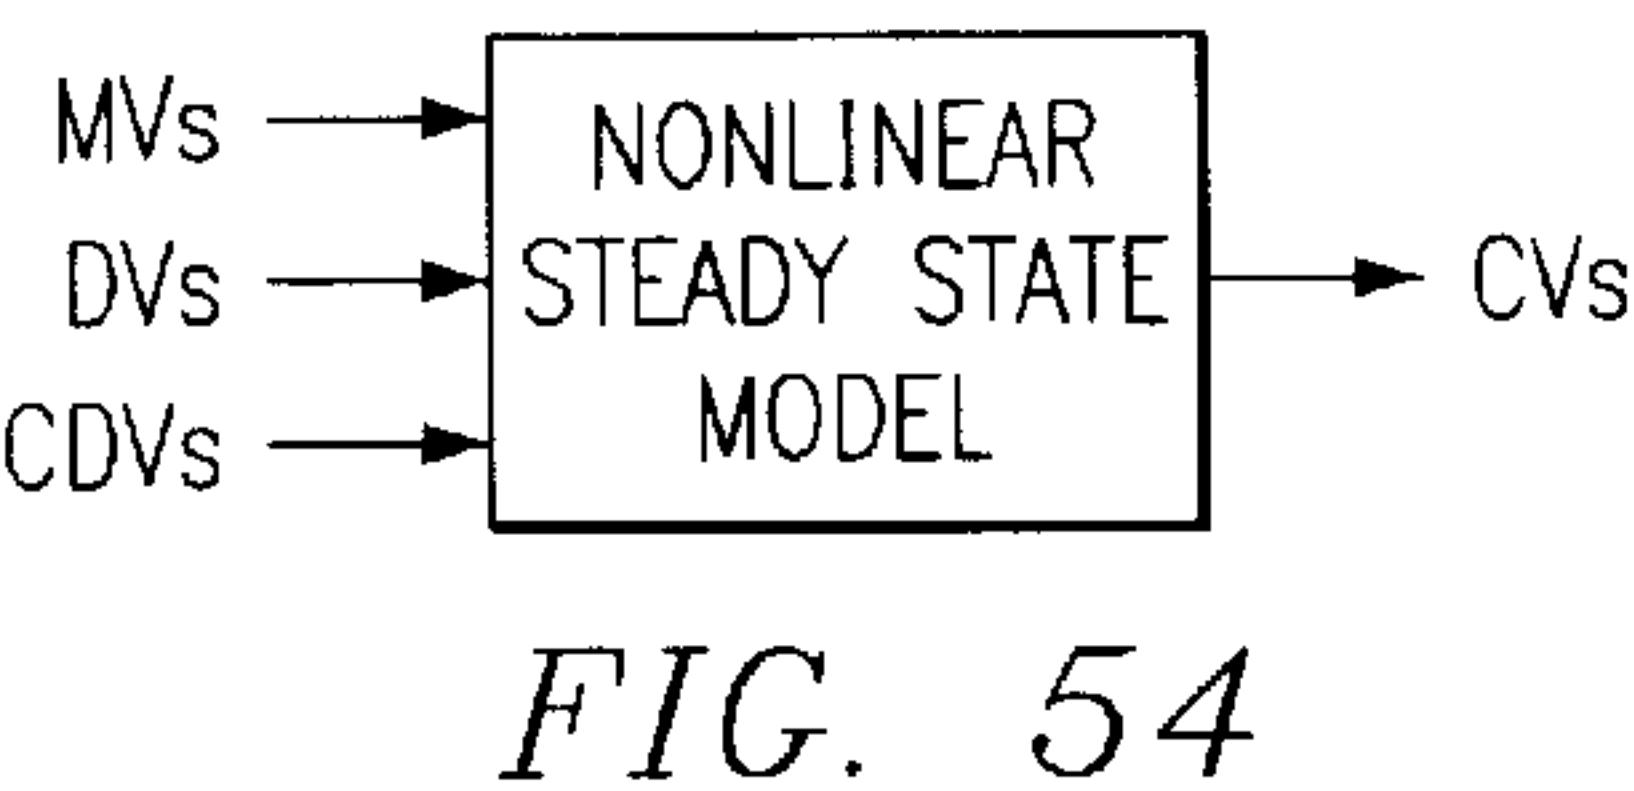 MVs
DVs
CDVs
NONLINEAR
STEADY STATE
MODEL
CVs
FIG. 54